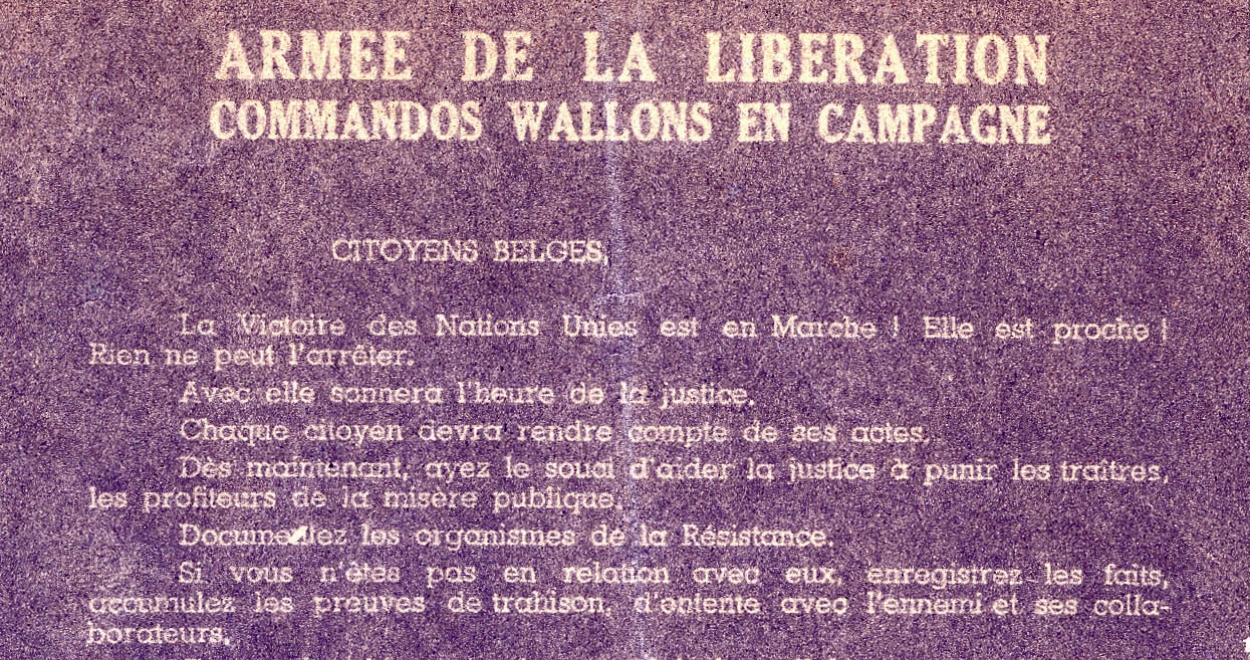 ARMEE DE LA LIBERATION
COMMANDOS WALLONS EN CAMPAGNE
CITOYENS BELGES,
La Victoire des Nations Unies est en Marche ! Elle est proche !
Rien ne peut l'arrêter.
Avec elle sonnera l'heure de la justice.
Chaque citoyen devra rendre compte de ses actes.
Dès maintenant, ayez le souci d'aider la justice à punir les traîtres,
les profiteurs de la misère publique.
Documentez les organismes de la Résistance.
Si vous n'êtes pas en relation avec eux, enregistrez les faits,
accumulez les preuves de trahison, d'entente avec l'ennemi et ses colla-
borateurs.